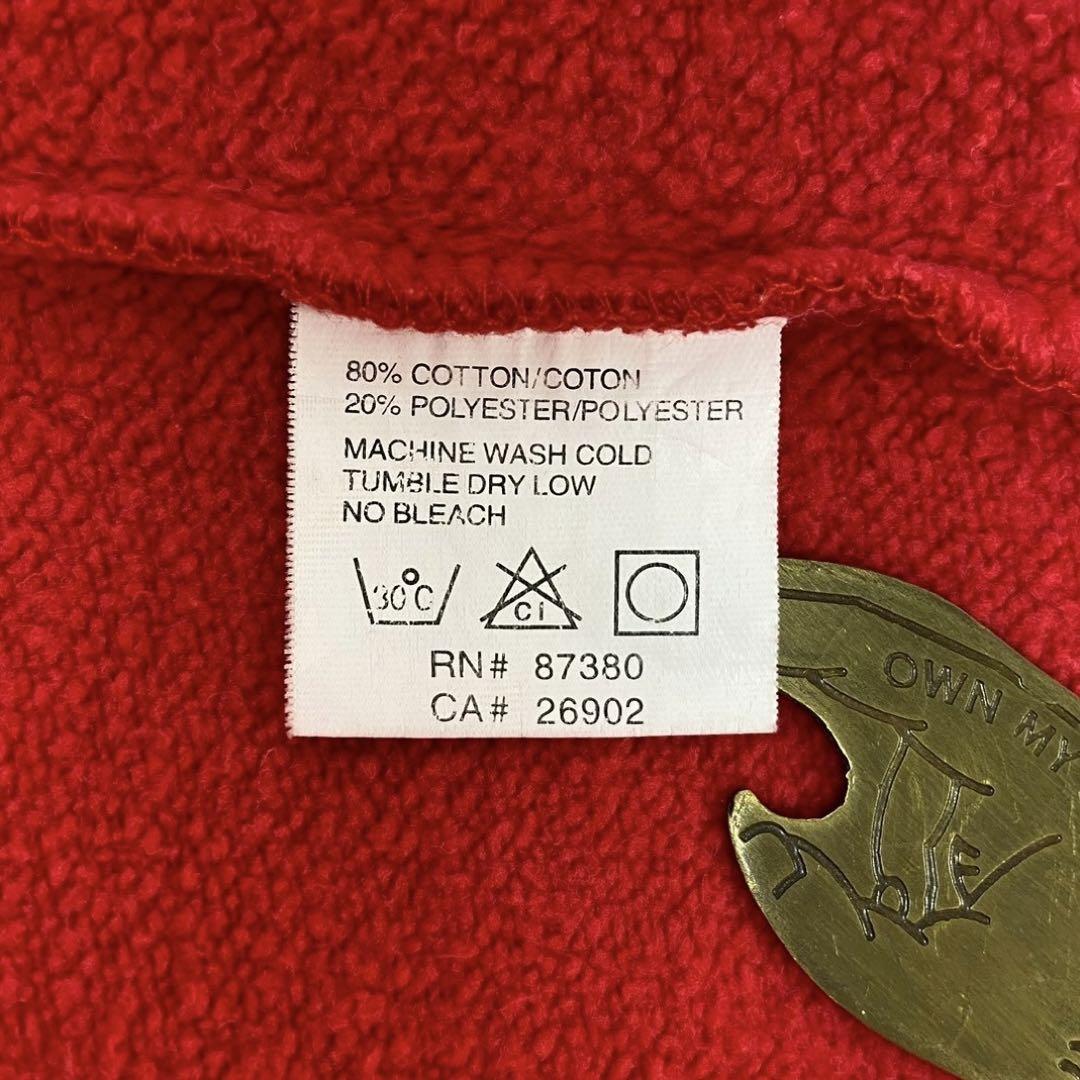 80% COTTON/COTON
20% POLYESTER/POLYESTER
MACHINE WASH COLD
TUMBLE DRY LOW
NO BLEACH
30°C
Cl
RN# 87380
CA# 26902
OWN MY